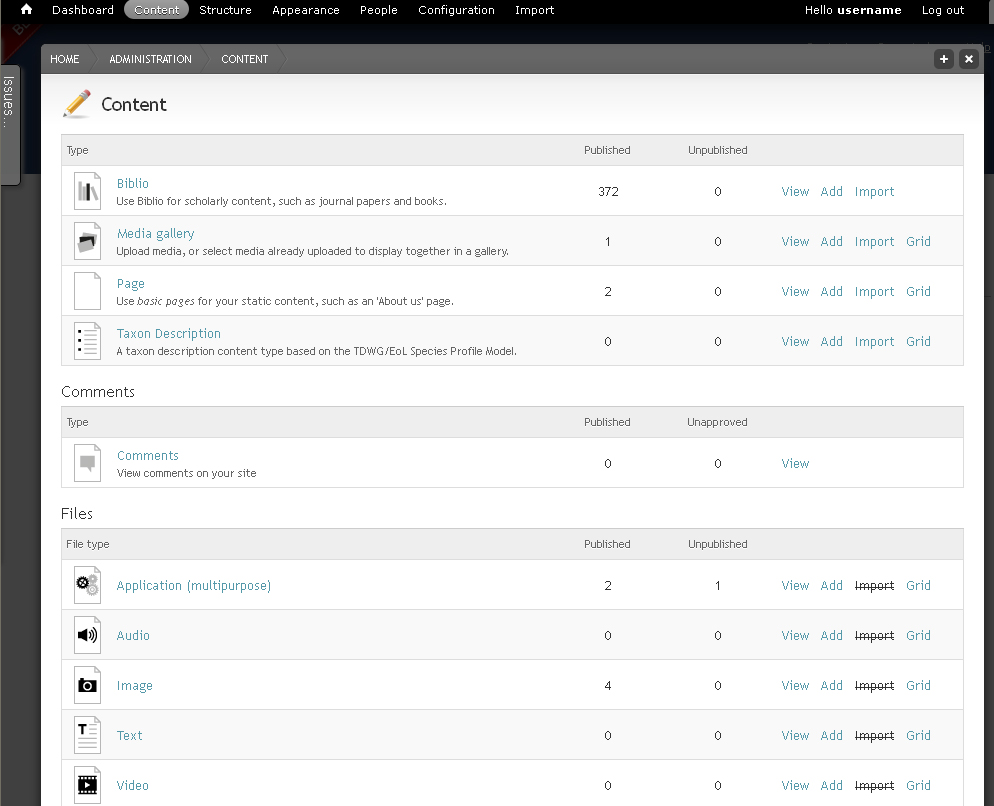 Dashboard Content Structure Appearance People Configuration Import Hello username Log out
Issues...
HOME ADMINISTRATION CONTENT
Content
Type Published Unpublished
Biblio
Use Biblio for scholarly content, such as journal papers and books.
372 0 View Add Import
Media gallery
Upload media, or select media already uploaded to display together in a gallery.
1 0 View Add Import Grid
Page
Use basic pages for your static content, such as an 'About us' page.
2 0 View Add Import Grid
Taxon Description
A taxon description content type based on the TDWG/EoL Species Profile Model.
0 0 View Add Import Grid
Comments
Type Published Unapproved
Comments
View comments on your site
0 0 View
Files
File type Published Unpublished
Application (multipurpose) 2 1 View Add Import Grid
Audio 0 0 View Add Import Grid
Image 4 0 View Add Import Grid
Text 0 0 View Add Import Grid
Video 0 0 View Add Import Grid